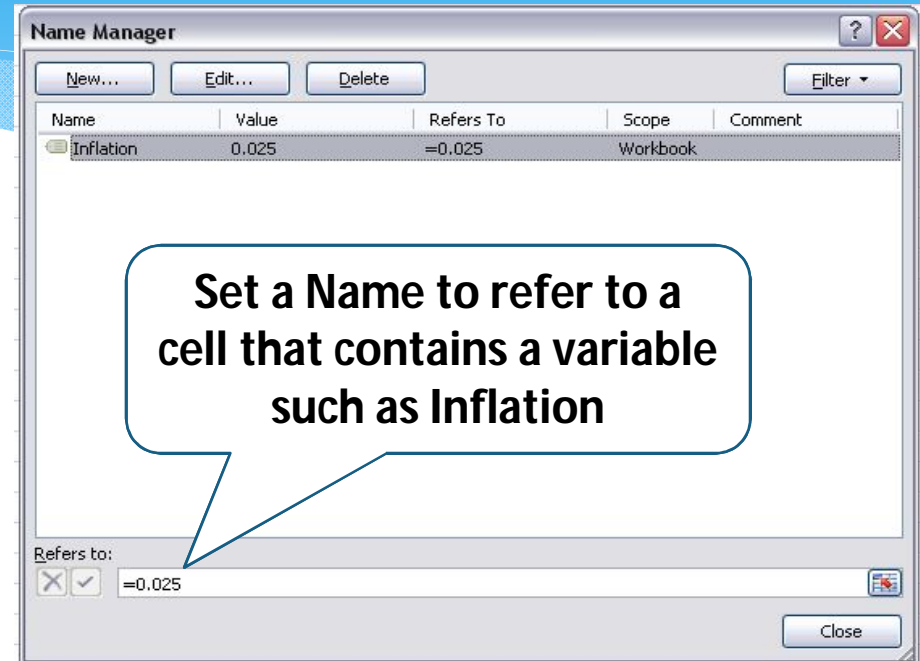 Name Manager
New... Edit... Delete Filter
Name Value Refers To Scope Comment
Inflation 0.025 =0.025 Workbook
Set a Name to refer to a
cell that contains a variable
such as Inflation
Refers to:
=0.025
Close